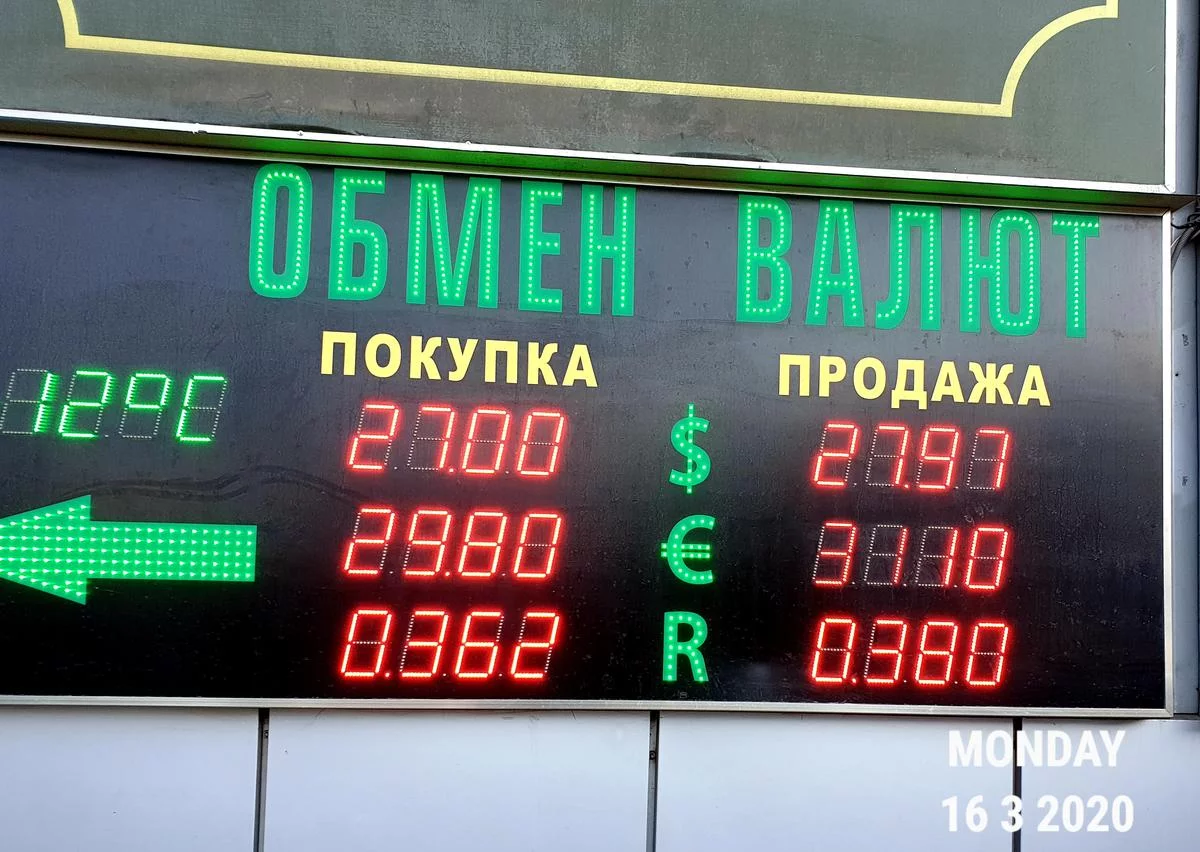 ОБМЕН ВАЛЮТ
ПОКУПКА ПРОДАЖА
12°C
27.00 $ 27.97
29.80 € 31.10
0.362 R 0.380
MONDAY
16 3 2020